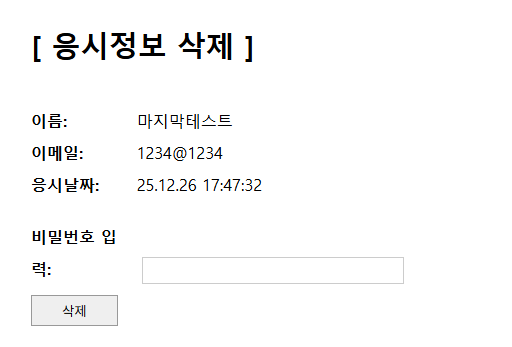 [ 응시정보 삭제 ]
이름: 마지막테스트
이메일: 1234@1234
응시날짜: 25.12.26 17:47:32
비밀번호 입
력:
삭제